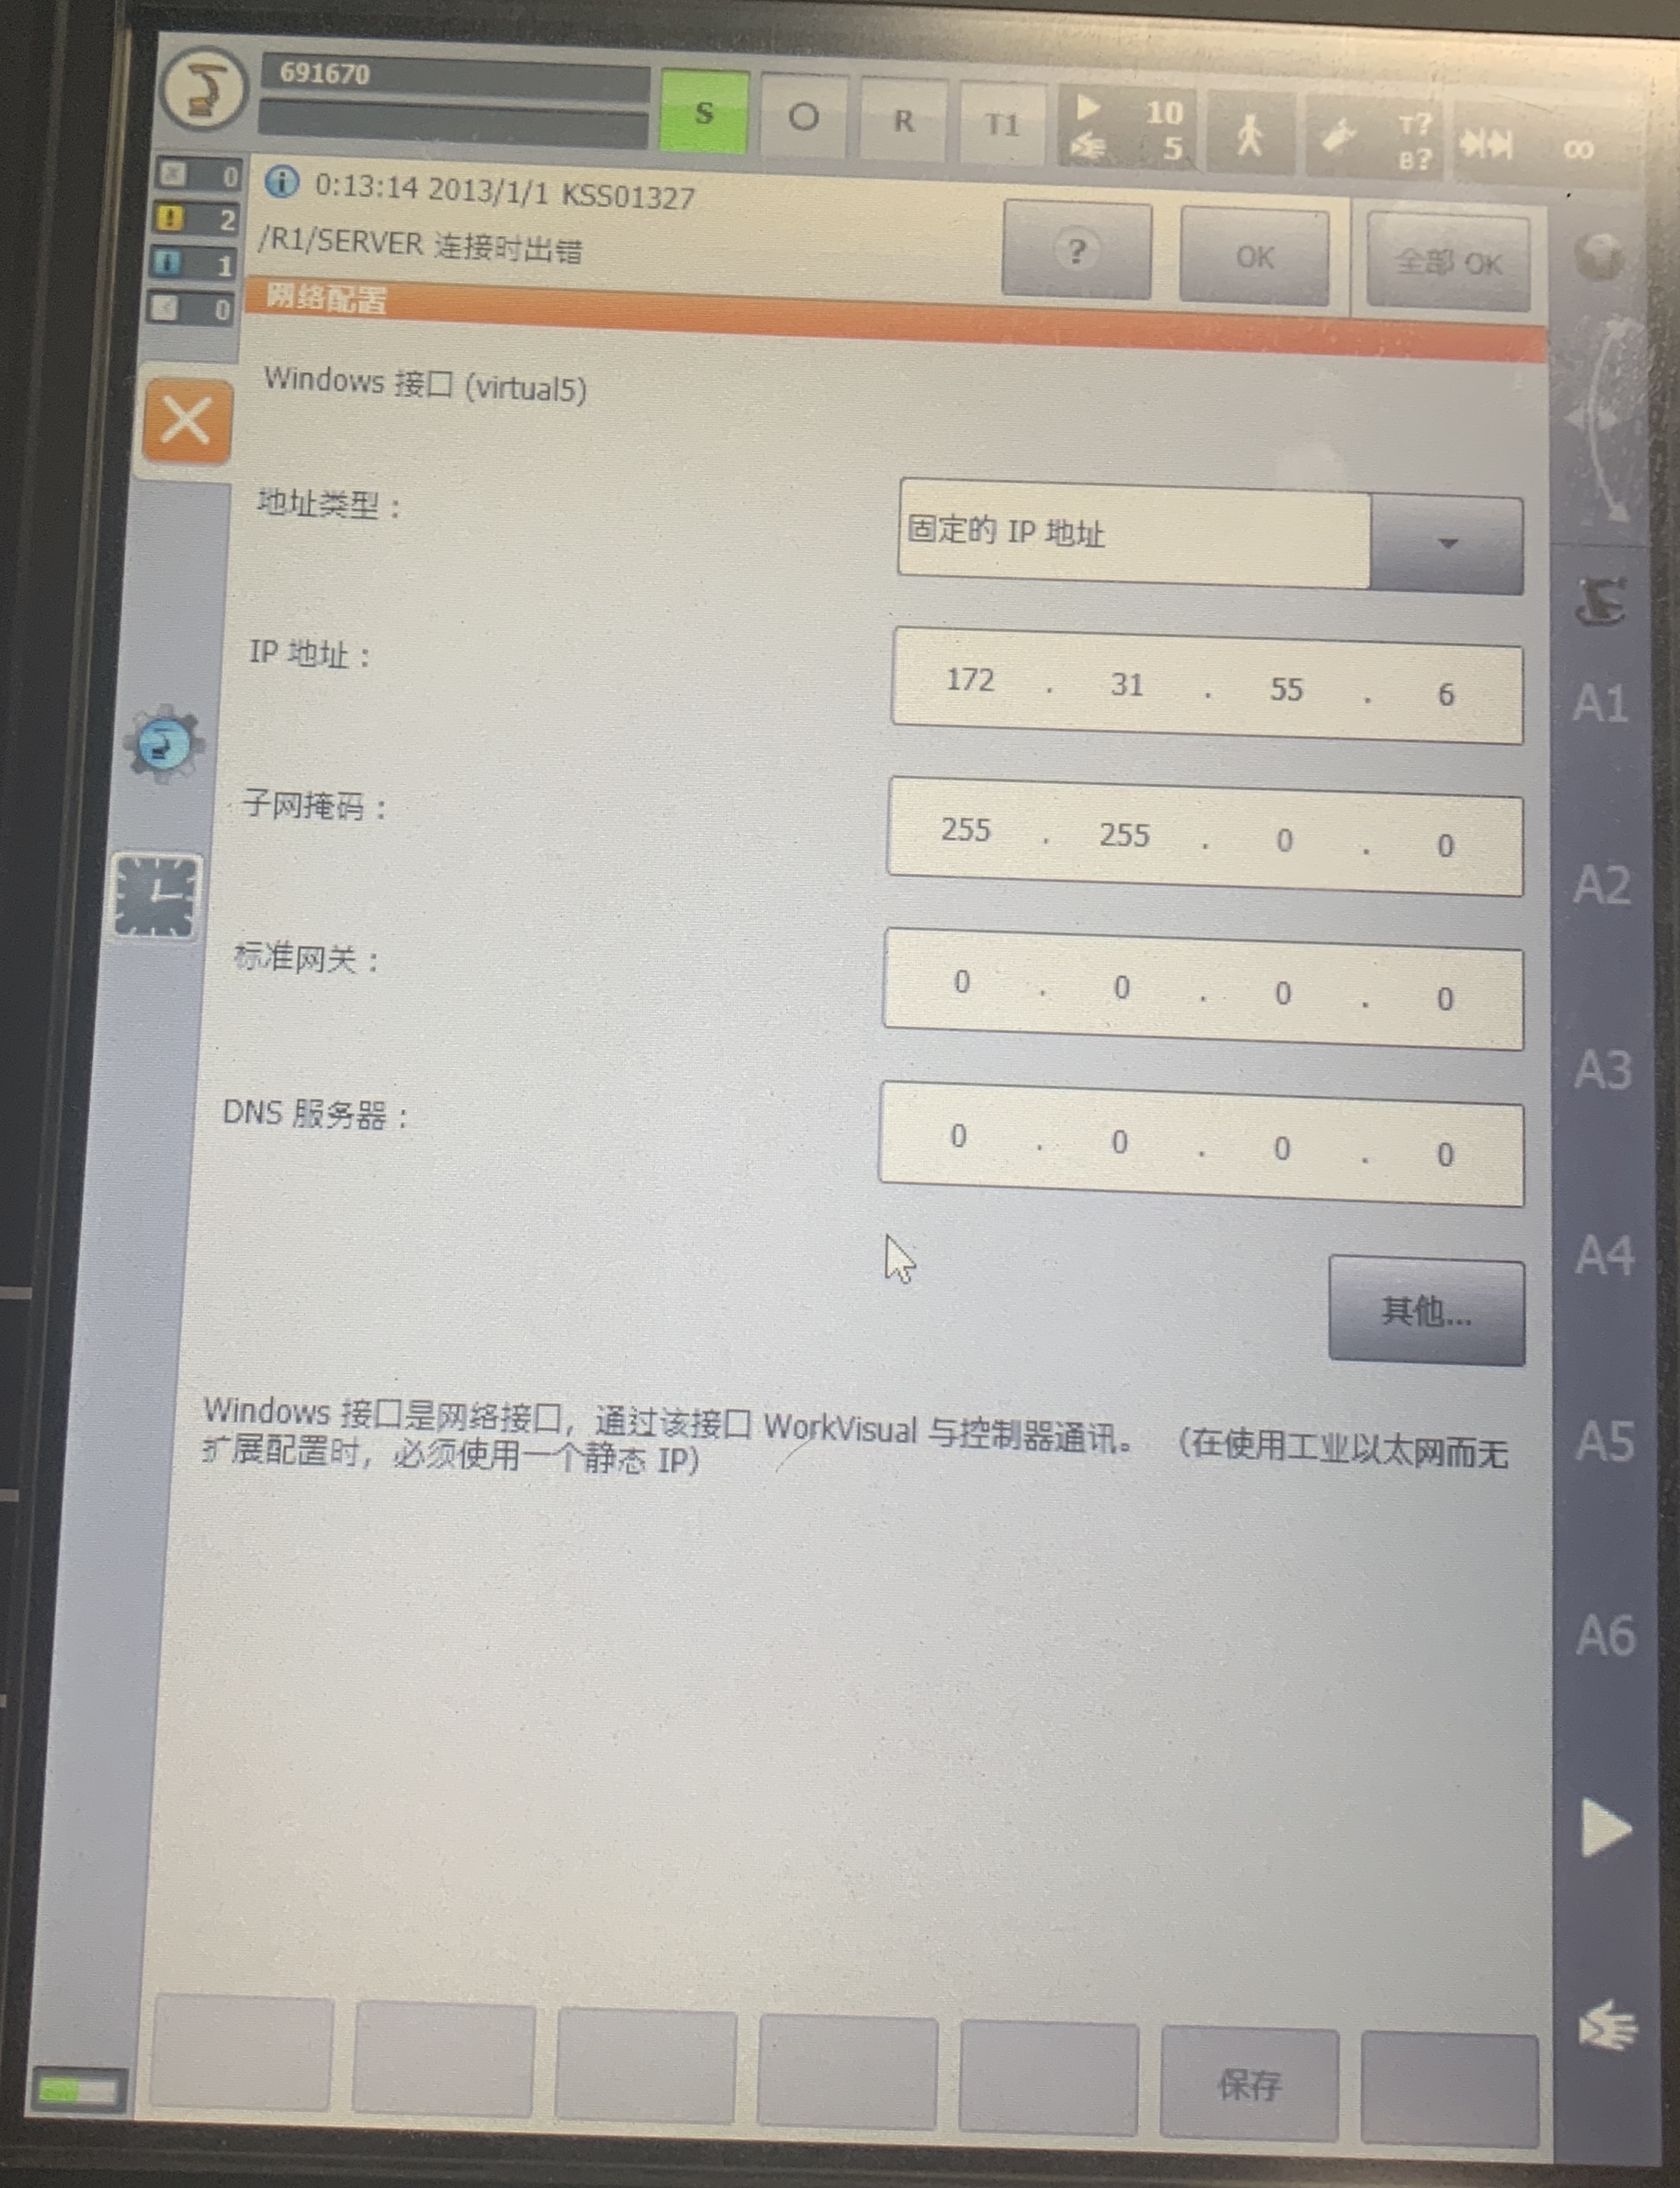 691670
S
O
R
T1
10
5
T?
B?
∞
0
2
1
0
0:13:14 2013/1/1 KSS01327
/R1/SERVER 连接时出错
?
OK
全部 OK
网络配置
Windows 接口 (virtual5)
地址类型：
固定的 IP 地址
IP 地址：
172 . 31 . 55 . 6
子网掩码：
255 . 255 . 0 . 0
标准网关：
0 . 0 . 0 . 0
DNS 服务器：
0 . 0 . 0 . 0
其他...
Windows 接口是网络接口，通过该接口 WorkVisual 与控制器通讯。 （在使用工业以太网而无
扩展配置时，必须使用一个静态 IP）
A1
A2
A3
A4
A5
A6
保存